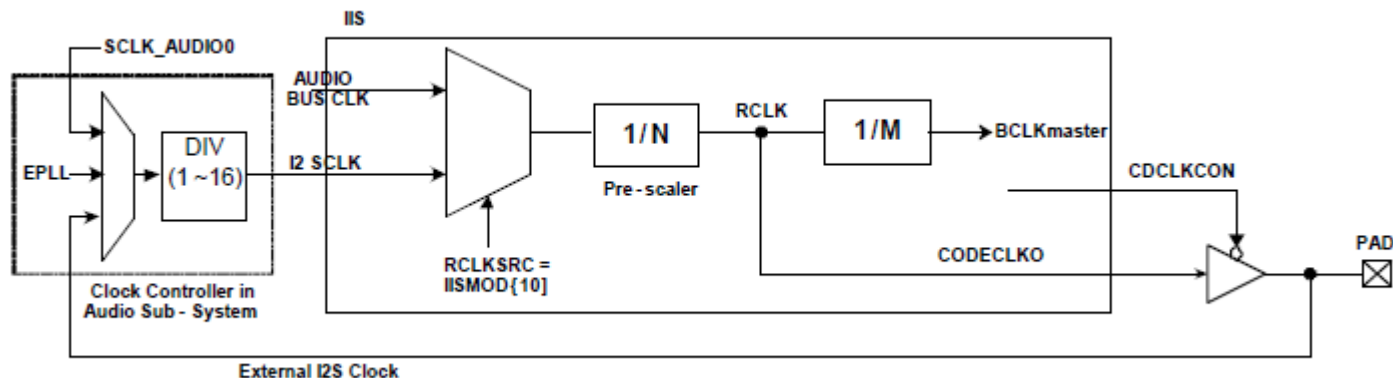 IIS
SCLK_AUDIO0
AUDIO
BUS CLK
DIV
(1 ~16)
EPLL
I2 SCLK
1/N
Pre - scaler
RCLK
1/M
BCLKmaster
CDCLKCON
RCLKSRC =
IISMOD{10]
CODECLKO
PAD
Clock Controller in
Audio Sub - System
External I2S Clock